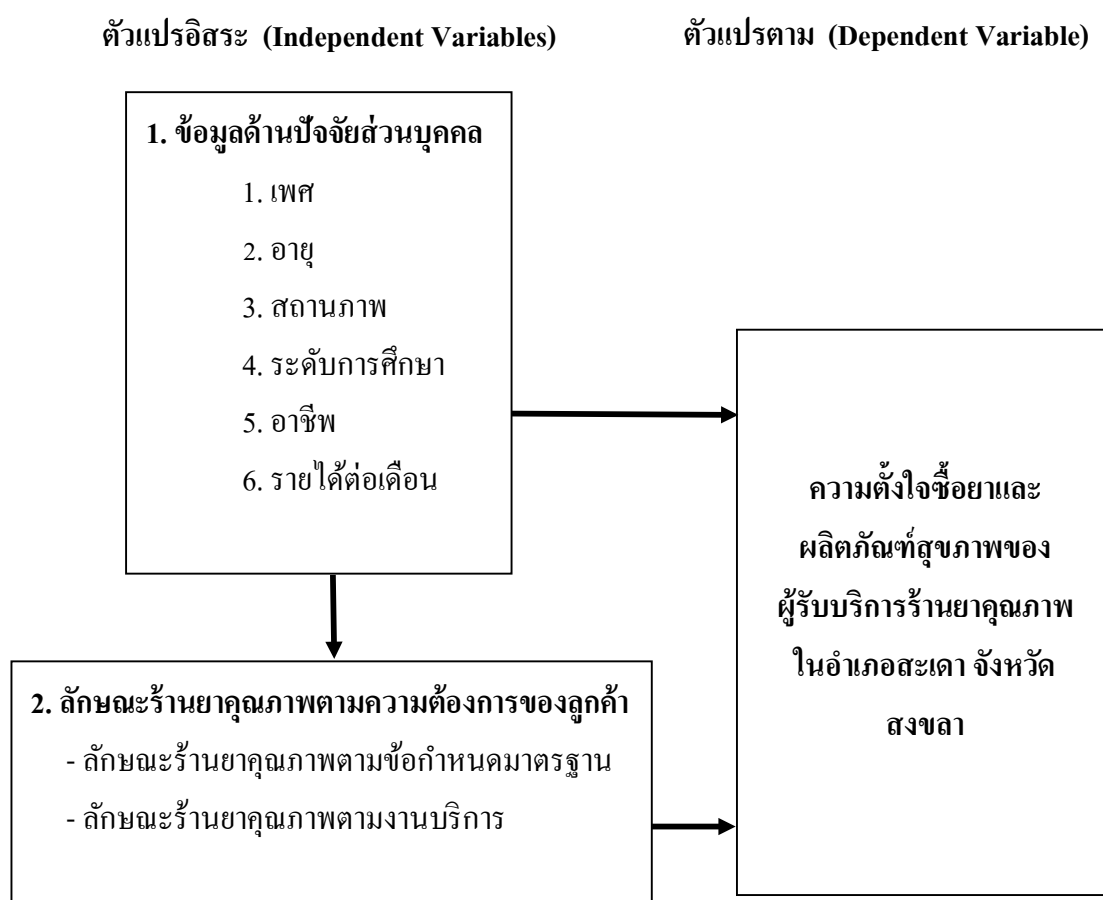 ตัวแปรอิสระ (Independent Variables)
ตัวแปรตาม (Dependent Variable)
1. ข้อมูลด้านปัจจัยส่วนบุคคล
1. เพศ
2. อายุ
3. สถานภาพ
4. ระดับการศึกษา
5. อาชีพ
6. รายได้ต่อเดือน
2. ลักษณะร้านยาคุณภาพตามความต้องการของลูกค้า
- ลักษณะร้านยาคุณภาพตามข้อกำหนดมาตรฐาน
- ลักษณะร้านยาคุณภาพตามงานบริการ
ความตั้งใจซื้อยาและ
ผลิตภัณฑ์สุขภาพของ
ผู้รับบริการร้านยาคุณภาพ
ในอำเภอสะเดา จังหวัด
สงขลา